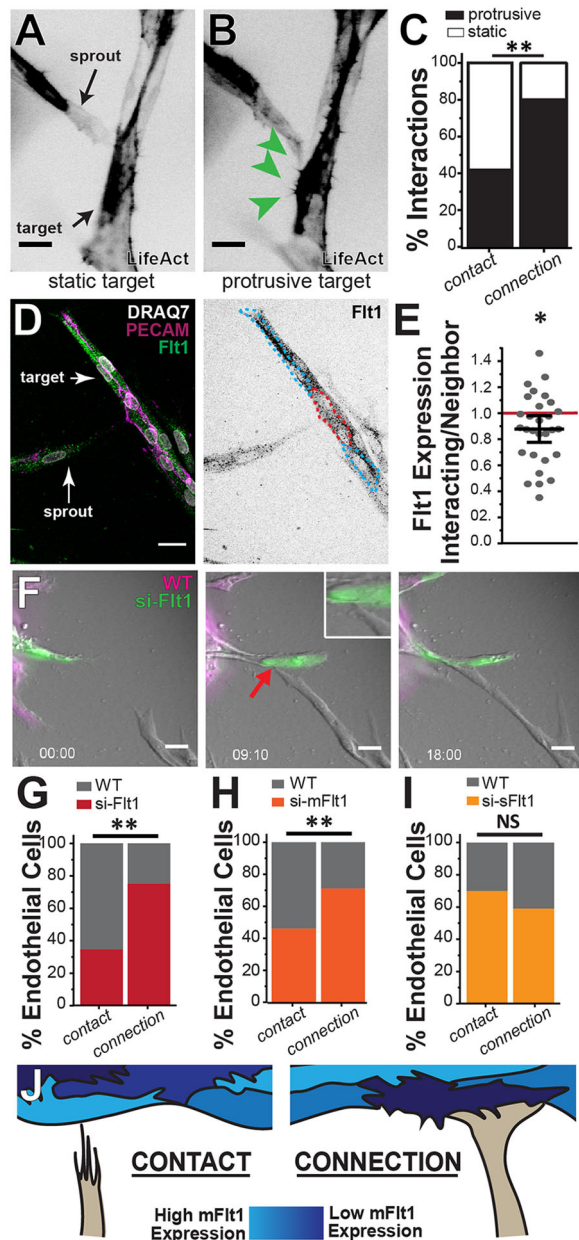 A
sprout
target
LifeAct
static target
B
LifeAct
protrusive target
C
protrusive
static
**
% Interactions
100
80
60
40
20
0
contact
connection
D
DRAQ7
PECAM
Flt1
target
sprout
Flt1
E
*
Flt1 Expression
Interacting/Neighbor
1.4
1.2
1.0
0.8
0.6
0.4
0.2
0.0
F
WT
si-Flt1
00:00
09:10
18:00
G
WT
si-Flt1
**
% Endothelial Cells
100
80
60
40
20
0
contact
connection
H
WT
si-mFlt1
**
% Endothelial Cells
100
80
60
40
20
0
contact
connection
I
WT
si-sFlt1
NS
% Endothelial Cells
100
80
60
40
20
0
contact
connection
J
CONTACT
CONNECTION
High mFlt1
Expression
Low mFlt1
Expression